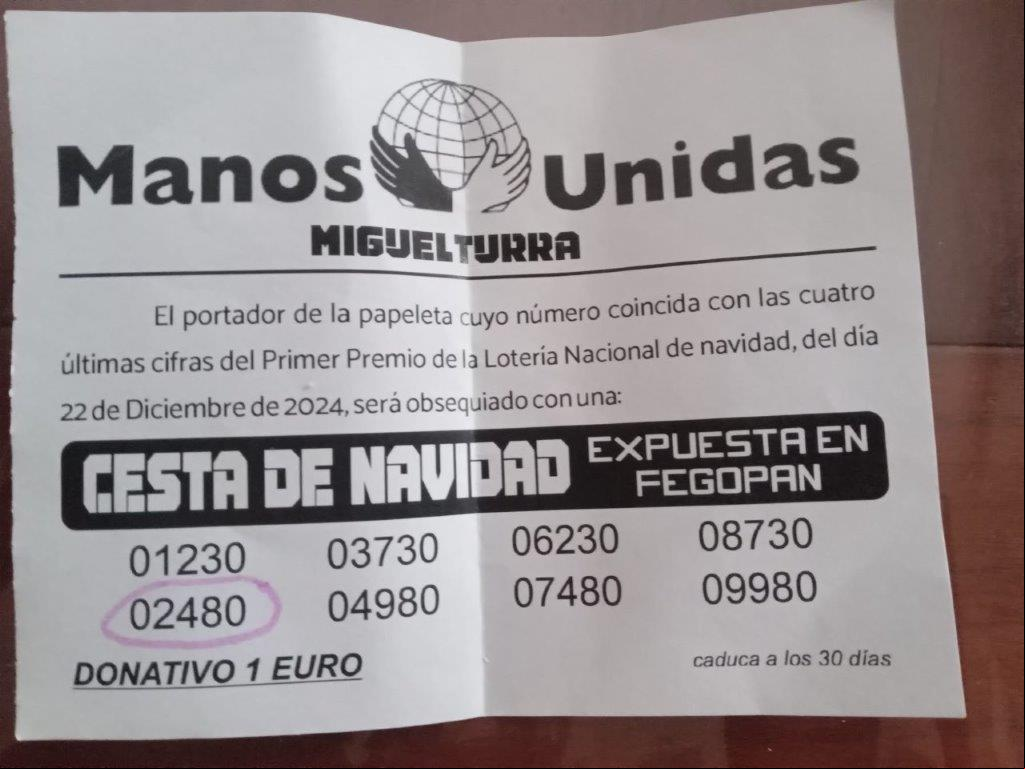 Manos Unidas
MIGUELTURRA
El portador de la papeleta cuyo número coincida con las cuatro
últimas cifras del Primer Premio de la Lotería Nacional de navidad, del día
22 de Diciembre de 2024, será obsequiado con una:
CESTA DE NAVIDAD EXPUESTA EN
FEGOPAN
01230 03730 06230 08730
02480 04980 07480 09980
DONATIVO 1 EURO caduca a los 30 días